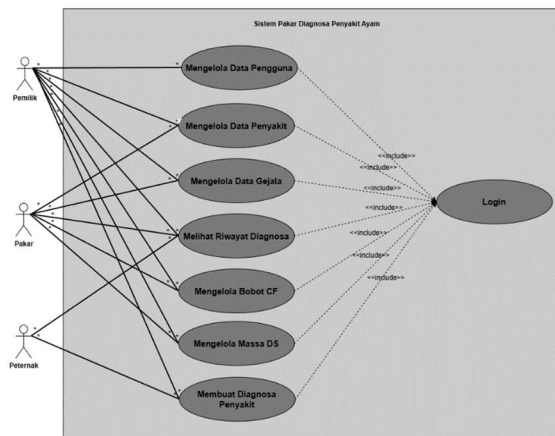 Sistem Pakar Diagnosa Penyakit Ayam
Mengelola Data Pengguna
Pemilik
Mengelola Data Penyakit
<<include>>
<<include>>
Mengelola Data Gejala
<<include>>
Login
Pakar
Melihat Riwayat Diagnosa
<<include>>
<<include>>
Mengelola Bobot CF
<<include>>
<<include>>
Mengelola Massa DS
Peternak
Membuat Diagnosa
Penyakit